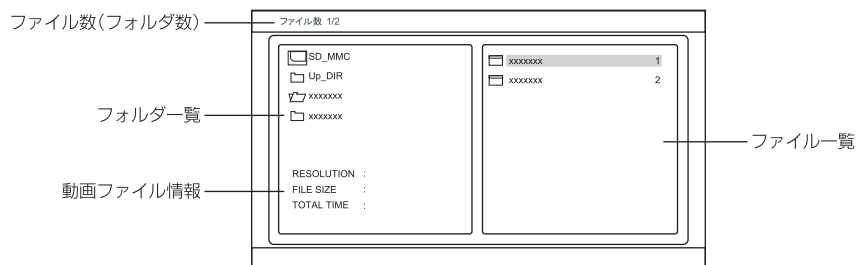 ファイル数(フォルダ数)
ファイル数 1/2
SD_MMC
Up_DIR
xxxxxxx
xxxxxxx
フォルダ一覧
RESOLUTION :
FILE SIZE :
TOTAL TIME :
動画ファイル情報
xxxxxxx 1
xxxxxxx 2
ファイル一覧